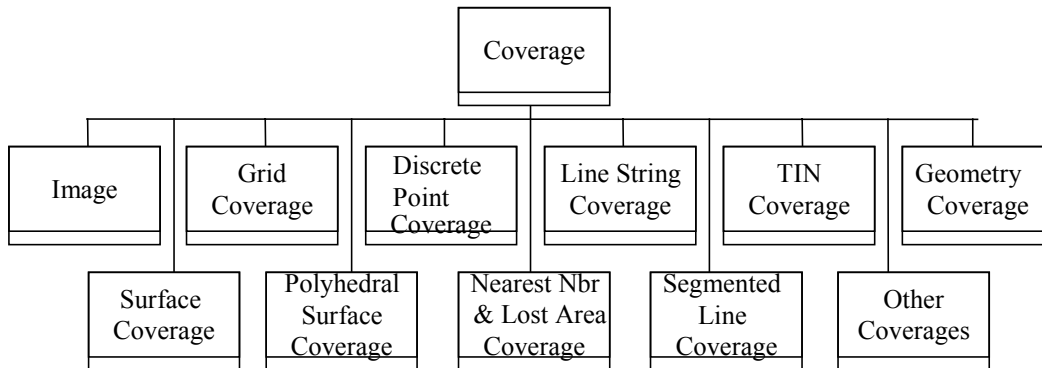 Coverage
Image
Grid
Coverage
Discrete
Point
Coverage
Line String
Coverage
TIN
Coverage
Geometry
Coverage
Surface
Coverage
Polyhedral
Surface
Coverage
Nearest Nbr
& Lost Area
Coverage
Segmented
Line
Coverage
Other
Coverages